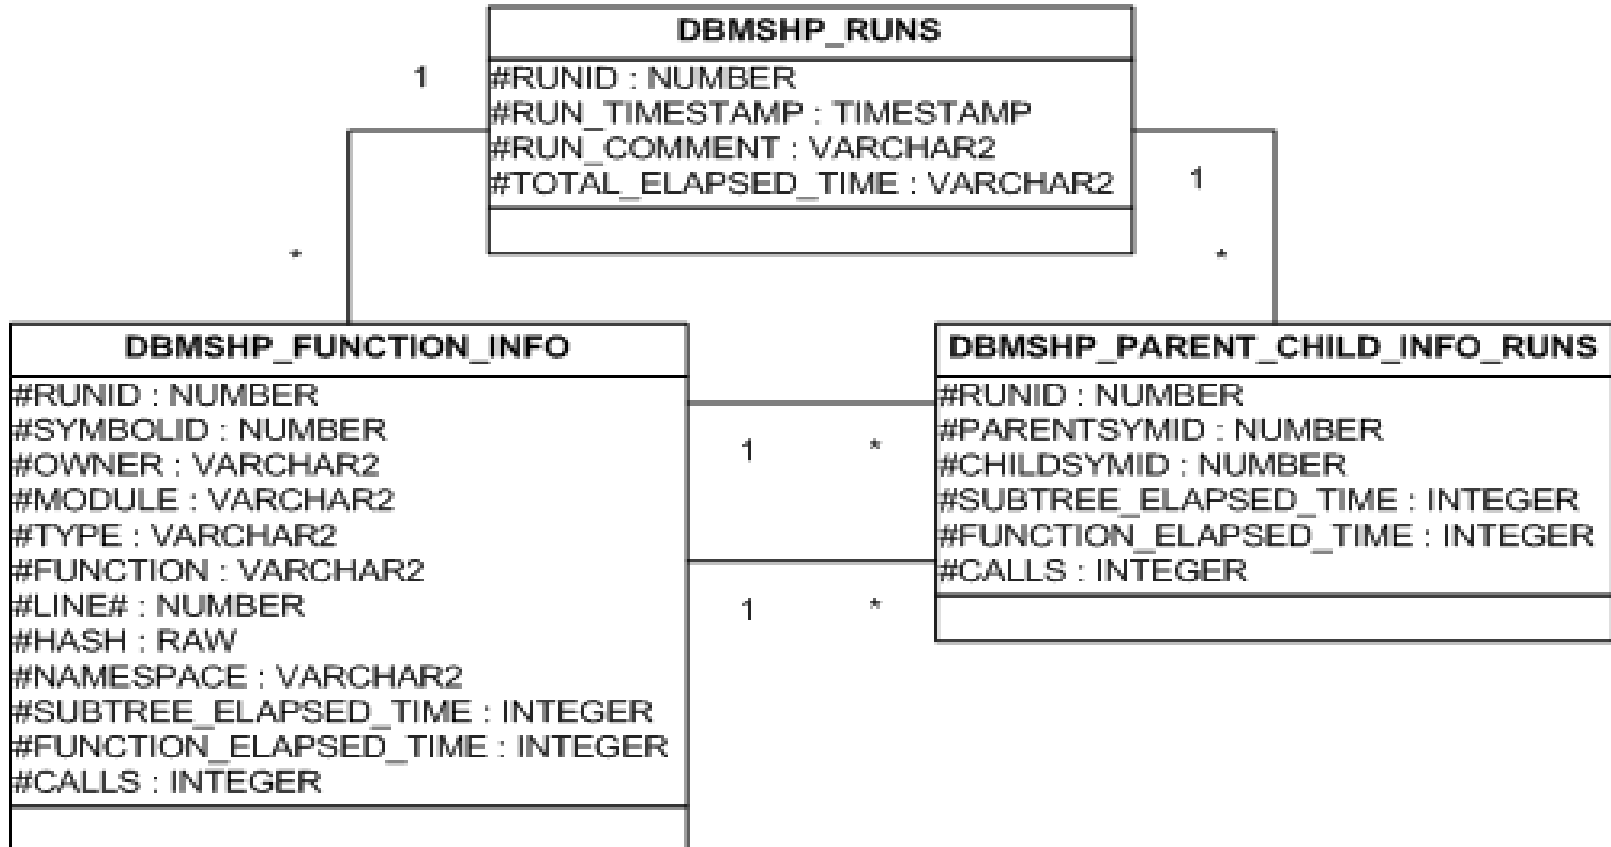 DBMSHP_RUNS
#RUNID : NUMBER
#RUN_TIMESTAMP : TIMESTAMP
#RUN_COMMENT : VARCHAR2
#TOTAL_ELAPSED_TIME : VARCHAR2
1
1
*
*
DBMSHP_FUNCTION_INFO
#RUNID : NUMBER
#SYMBOLID : NUMBER
#OWNER : VARCHAR2
#MODULE : VARCHAR2
#TYPE : VARCHAR2
#FUNCTION : VARCHAR2
#LINE# : NUMBER
#HASH : RAW
#NAMESPACE : VARCHAR2
#SUBTREE_ELAPSED_TIME : INTEGER
#FUNCTION_ELAPSED_TIME : INTEGER
#CALLS : INTEGER
1 *
1 *
DBMSHP_PARENT_CHILD_INFO_RUNS
#RUNID : NUMBER
#PARENTSYMID : NUMBER
#CHILDSYMID : NUMBER
#SUBTREE_ELAPSED_TIME : INTEGER
#FUNCTION_ELAPSED_TIME : INTEGER
#CALLS : INTEGER